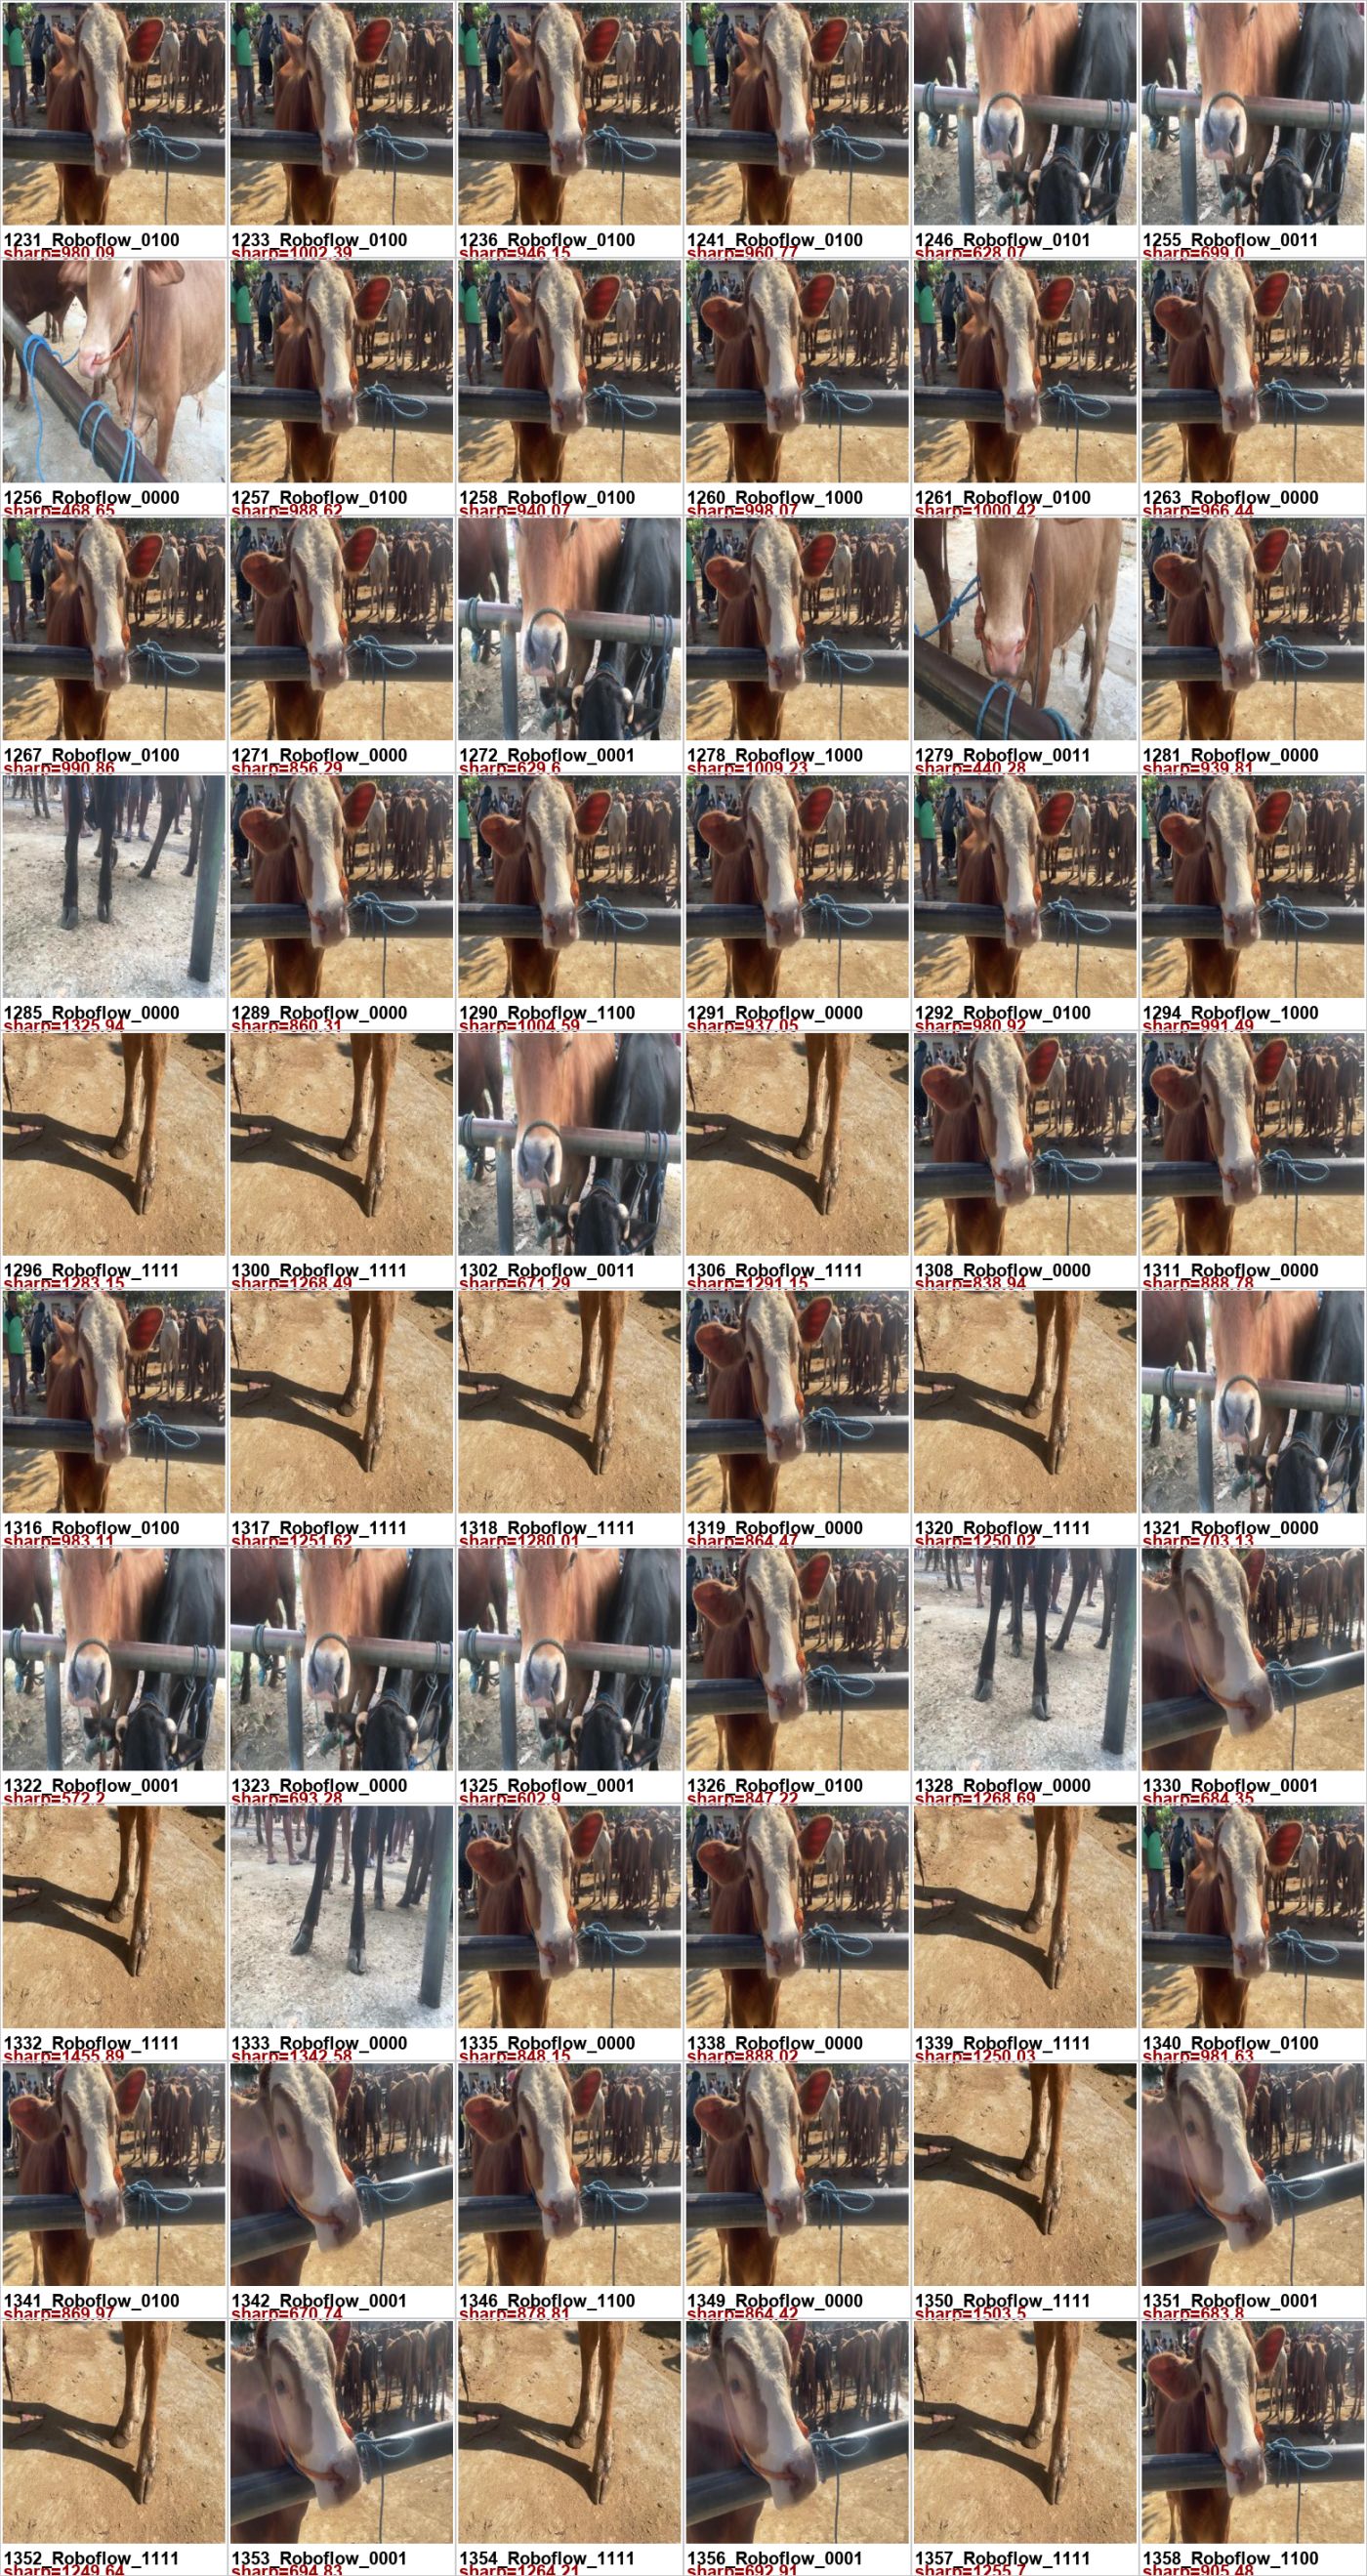 1231_Roboflow_0100 1233_Roboflow_0100 1236_Roboflow_0100 1241_Roboflow_0100 1246_Roboflow_0101 1255_Roboflow_0011
sharp=980.09 sharp=1002.39 sharp=946.15 sharp=960.77 sharp=628.07 sharp=699.0
1256_Roboflow_0000 1257_Roboflow_0100 1258_Roboflow_0100 1260_Roboflow_1000 1261_Roboflow_0100 1263_Roboflow_0000
sharp=468.65 sharp=988.62 sharp=940.07 sharp=998.07 sharp=1000.42 sharp=966.44
1267_Roboflow_0100 1271_Roboflow_0000 1272_Roboflow_0001 1278_Roboflow_1000 1279_Roboflow_0011 1281_Roboflow_0000
sharp=990.86 sharp=856.29 sharp=629.6 sharp=1009.23 sharp=440.28 sharp=939.81
1285_Roboflow_0000 1289_Roboflow_0000 1290_Roboflow_1100 1291_Roboflow_0000 1292_Roboflow_0100 1294_Roboflow_1000
sharp=1325.94 sharp=860.31 sharp=1004.59 sharp=937.05 sharp=980.92 sharp=991.49
1296_Roboflow_1111 1300_Roboflow_1111 1302_Roboflow_0011 1306_Roboflow_1111 1308_Roboflow_0000 1311_Roboflow_0000
sharp=1283.15 sharp=1268.49 sharp=671.29 sharp=1291.15 sharp=838.94 sharp=888.78
1316_Roboflow_0100 1317_Roboflow_1111 1318_Roboflow_1111 1319_Roboflow_0000 1320_Roboflow_1111 1321_Roboflow_0000
sharp=983.11 sharp=1251.62 sharp=1280.01 sharp=864.47 sharp=1250.02 sharp=703.13
1322_Roboflow_0001 1323_Roboflow_0000 1325_Roboflow_0001 1326_Roboflow_0100 1328_Roboflow_0000 1330_Roboflow_0001
sharp=572.2 sharp=693.28 sharp=602.9 sharp=847.22 sharp=1268.69 sharp=684.35
1332_Roboflow_1111 1333_Roboflow_0000 1335_Roboflow_0000 1338_Roboflow_0000 1339_Roboflow_1111 1340_Roboflow_0100
sharp=1455.89 sharp=1342.58 sharp=848.15 sharp=888.02 sharp=1250.03 sharp=981.63
1341_Roboflow_0100 1342_Roboflow_0001 1346_Roboflow_1100 1349_Roboflow_0000 1350_Roboflow_1111 1351_Roboflow_0001
sharp=869.97 sharp=670.74 sharp=878.81 sharp=864.42 sharp=1503.5 sharp=683.8
1352_Roboflow_1111 1353_Roboflow_0001 1354_Roboflow_1111 1356_Roboflow_0001 1357_Roboflow_1111 1358_Roboflow_1100
sharp=1249.64 sharp=694.83 sharp=1264.21 sharp=692.91 sharp=1255.7 sharp=905.48